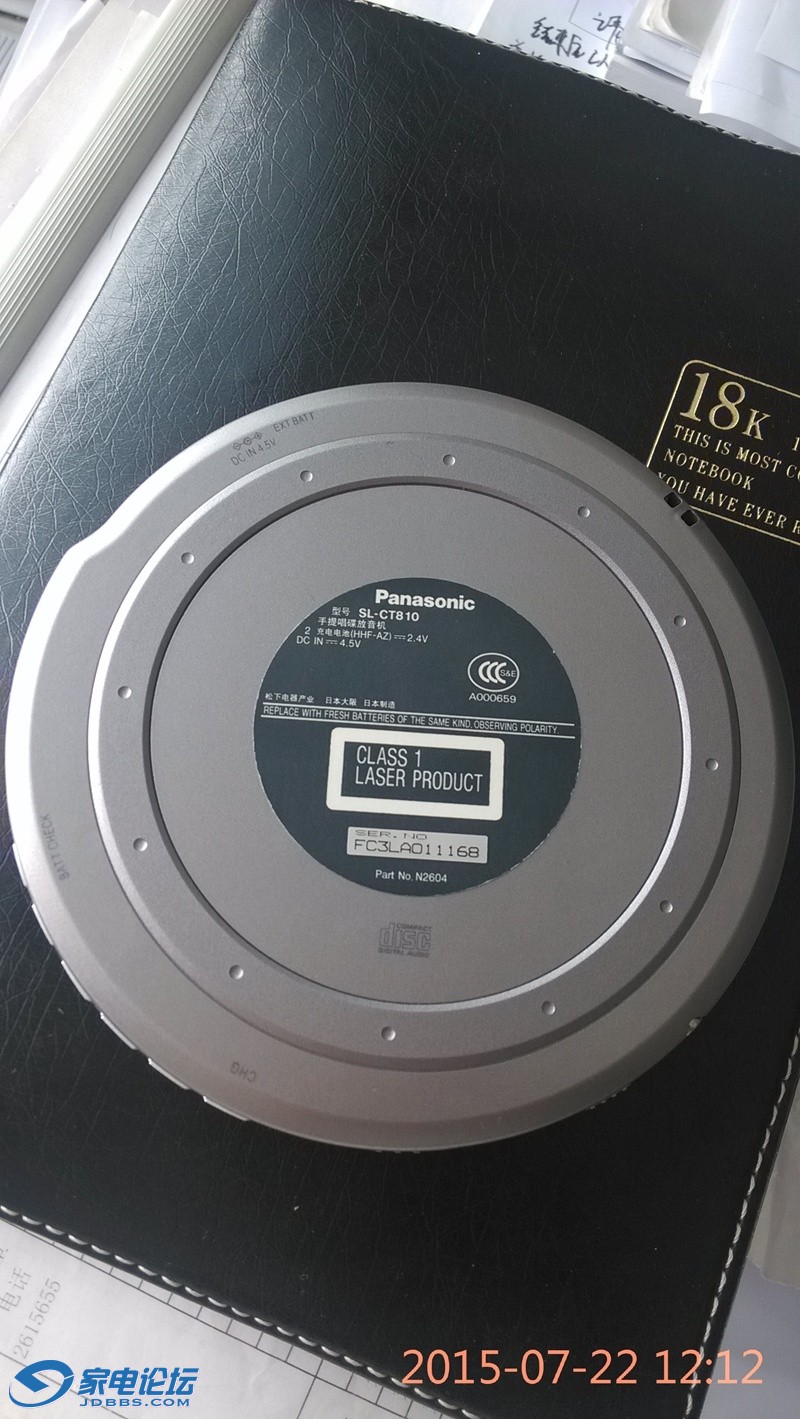 18K
THIS IS MOST
NOTEBOOK
YOU HAVE EVER
EXT BATT
DC IN 4.5V
Panasonic
型号 SL-CT810
手提唱碟放音机
2 充电电池(HHF-AZ) ⎓ 2.4V
DC IN ⎓ 4.5V
S&E
A000659
松下电器产业 日本大阪 日本制造
REPLACE WITH FRESH BATTERIES OF THE SAME KIND, OBSERVING POLARITY.
CLASS 1
LASER PRODUCT
SER. NO
FC3LA011168
Part No. N2604
COMPACT
disc
DIGITAL AUDIO
BATT CHECK
CHG
电话
2615655
2015-07-22 12:12
家电论坛
JDBBS.COM